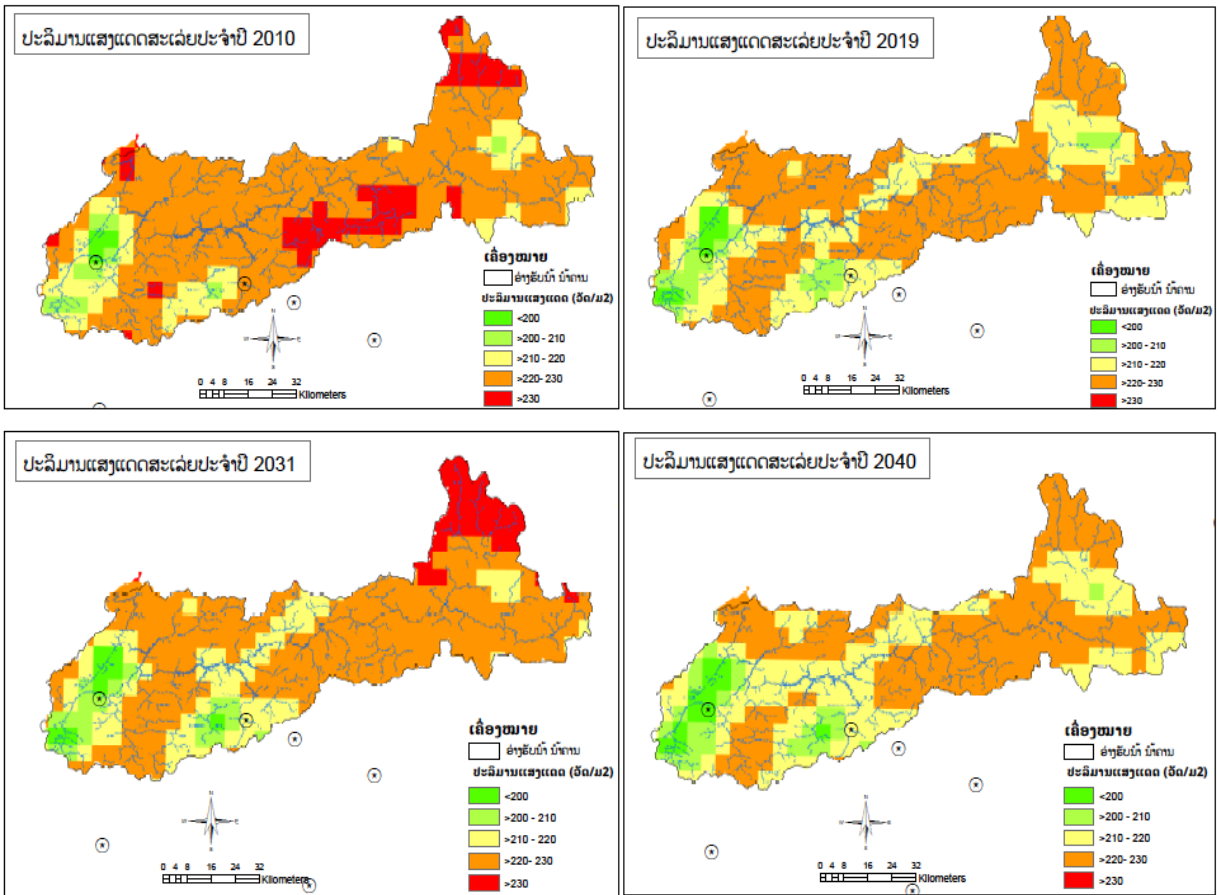 ປະລິມານແສງແດດສະເລ່ຍປະຈຳປີ 2010
N
W E
S
0 4 8 16 24 32
Kilometers
ເຄື່ອງໝາຍ
ອ່າງຮັບນ້ຳ ນ້ຳຄານ
ປະລິມານແສງແດດ (ວັດ/ມ2)
<200
>200 - 210
>210 - 220
>220- 230
>230
ປະລິມານແສງແດດສະເລ່ຍປະຈຳປີ 2019
N
W E
S
0 4 8 16 24 32
Kilometers
ເຄື່ອງໝາຍ
ອ່າງຮັບນ້ຳ ນ້ຳຄານ
ປະລິມານແສງແດດ (ວັດ/ມ2)
<200
>200 - 210
>210 - 220
>220- 230
>230
ປະລິມານແສງແດດສະເລ່ຍປະຈຳປີ 2031
N
W E
S
0 4 8 16 24 32
Kilometers
ເຄື່ອງໝາຍ
ອ່າງຮັບນ້ຳ ນ້ຳຄານ
ປະລິມານແສງແດດ (ວັດ/ມ2)
<200
>200 - 210
>210 - 220
>220- 230
>230
ປະລິມານແສງແດດສະເລ່ຍປະຈຳປີ 2040
N
W E
S
0 4 8 16 24 32
Kilometers
ເຄື່ອງໝາຍ
ອ່າງຮັບນ້ຳ ນ້ຳຄານ
ປະລິມານແສງແດດ (ວັດ/ມ2)
<200
>200 - 210
>210 - 220
>220- 230
>230